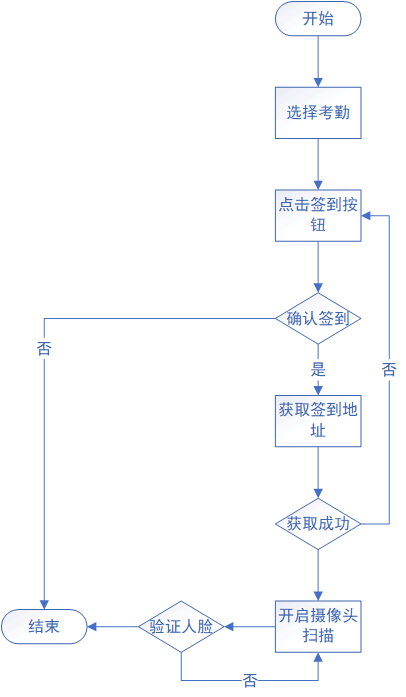 开始
选择考勤
点击签到按
钮
确认签到
否
是
否
获取签到地
址
获取成功
开启摄像头
扫描
验证人脸
结束
否